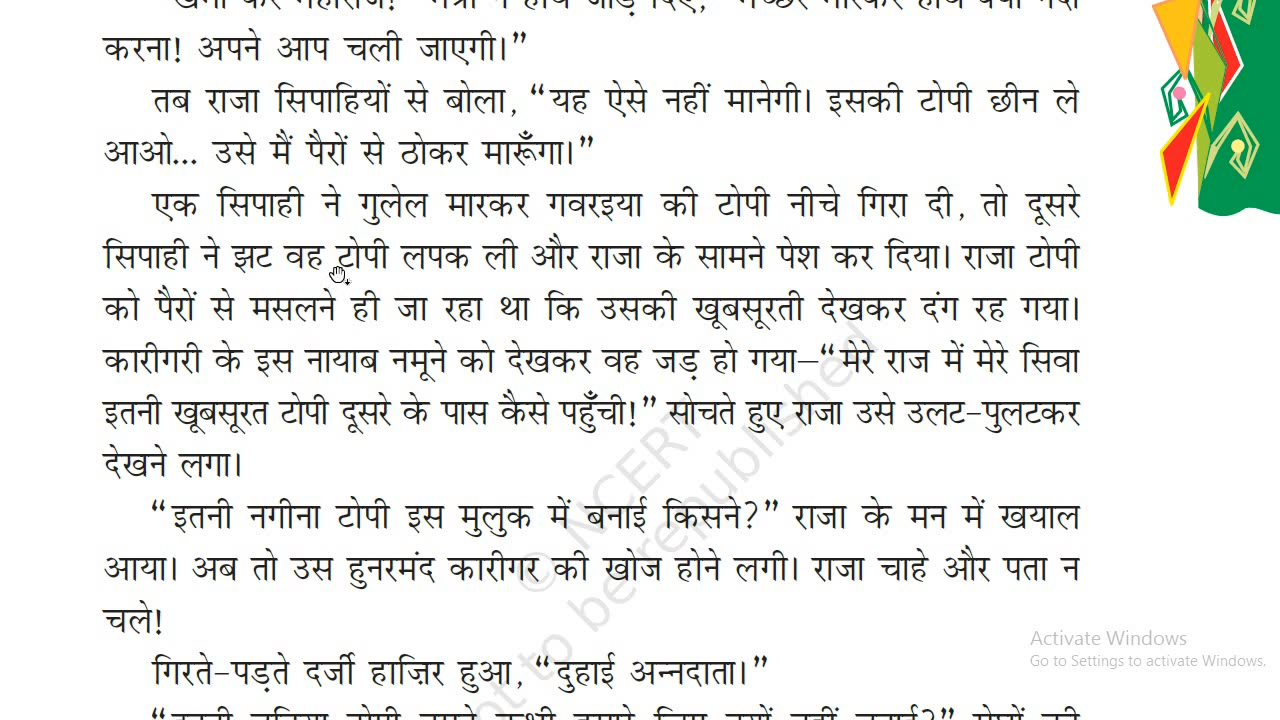 करना! अपने आप चली जाएगी।”
तब राजा सिपाहियों से बोला, “यह ऐसे नहीं मानेगी। इसकी टोपी छीन ले
आओ... उसे मैं पैरों से ठोकर मारूँगा।”
एक सिपाही ने गुलेल मारकर गवरइया की टोपी नीचे गिरा दी, तो दूसरे
सिपाही ने झट वह टोपी लपक ली और राजा के सामने पेश कर दिया। राजा टोपी
को पैरों से मसलने ही जा रहा था कि उसकी खूबसूरती देखकर दंग रह गया।
कारीगरी के इस नायाब नमूने को देखकर वह जड़ हो गया–“मेरे राज में मेरे सिवा
इतनी खूबसूरत टोपी दूसरे के पास कैसे पहुँची!” सोचते हुए राजा उसे उलट-पुलटकर
देखने लगा।
“इतनी नगीना टोपी इस मुलुक में बनाई किसने?” राजा के मन में खयाल
आया। अब तो उस हुनरमंद कारीगर की खोज होने लगी। राजा चाहे और पता न
चले!
गिरते-पड़ते दर्जी हाज़िर हुआ, “दुहाई अन्नदाता।”
© NCERT
to be republished
Activate Windows
Go to Settings to activate Windows.